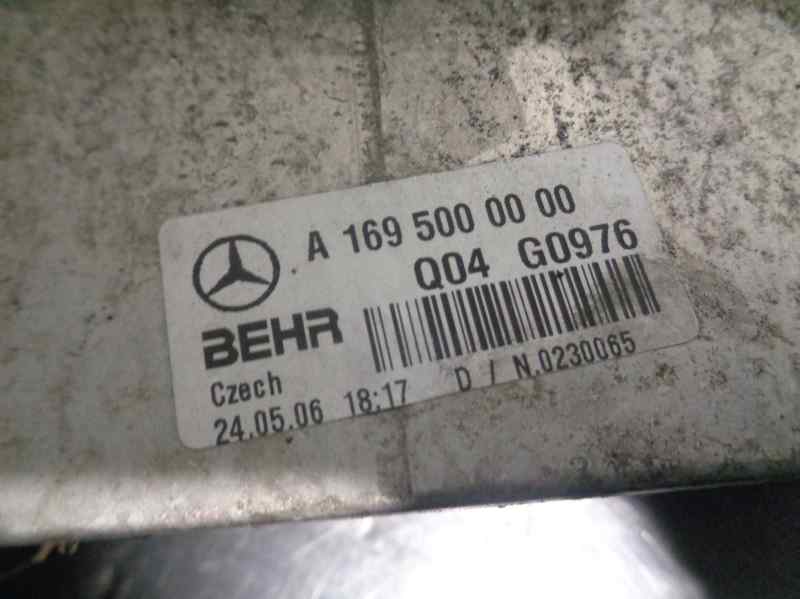 A 169 500 00 00
Q04 G0976
BEHR
Czech
24.05.06 18:17 D / N.0230065